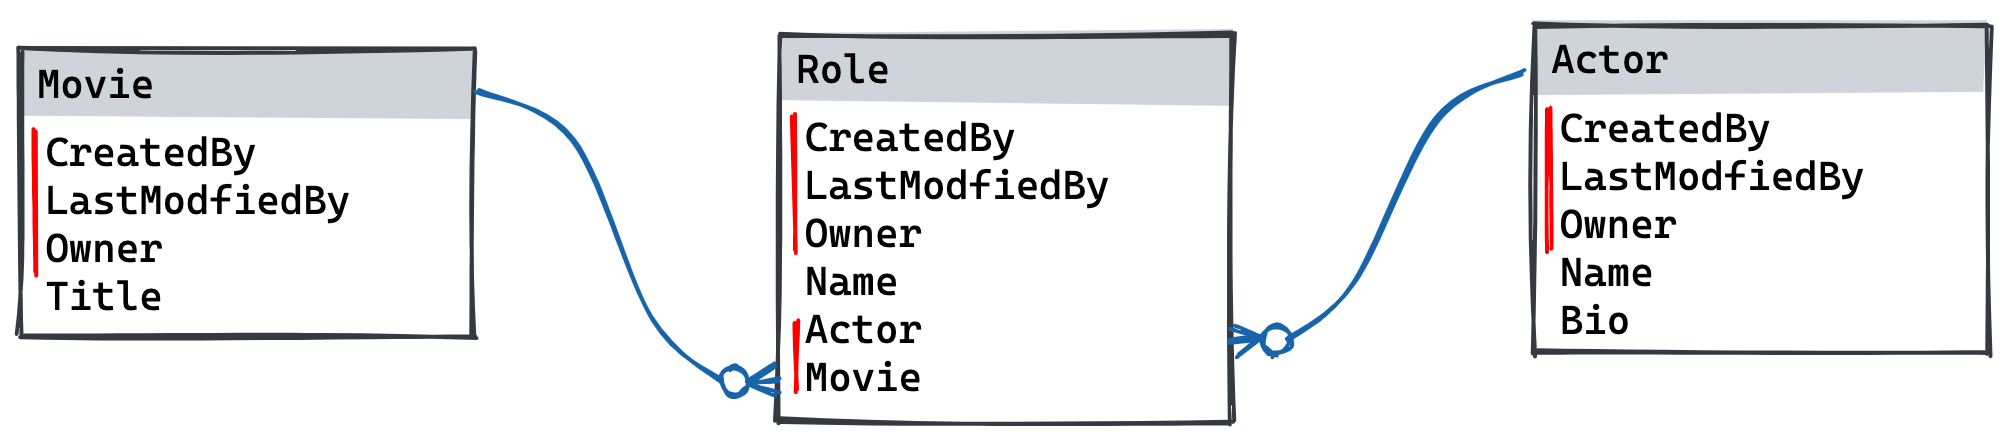 Movie
CreatedBy
LastModfiedBy
Owner
Title
Role
CreatedBy
LastModfiedBy
Owner
Name
Actor
Movie
Actor
CreatedBy
LastModfiedBy
Owner
Name
Bio